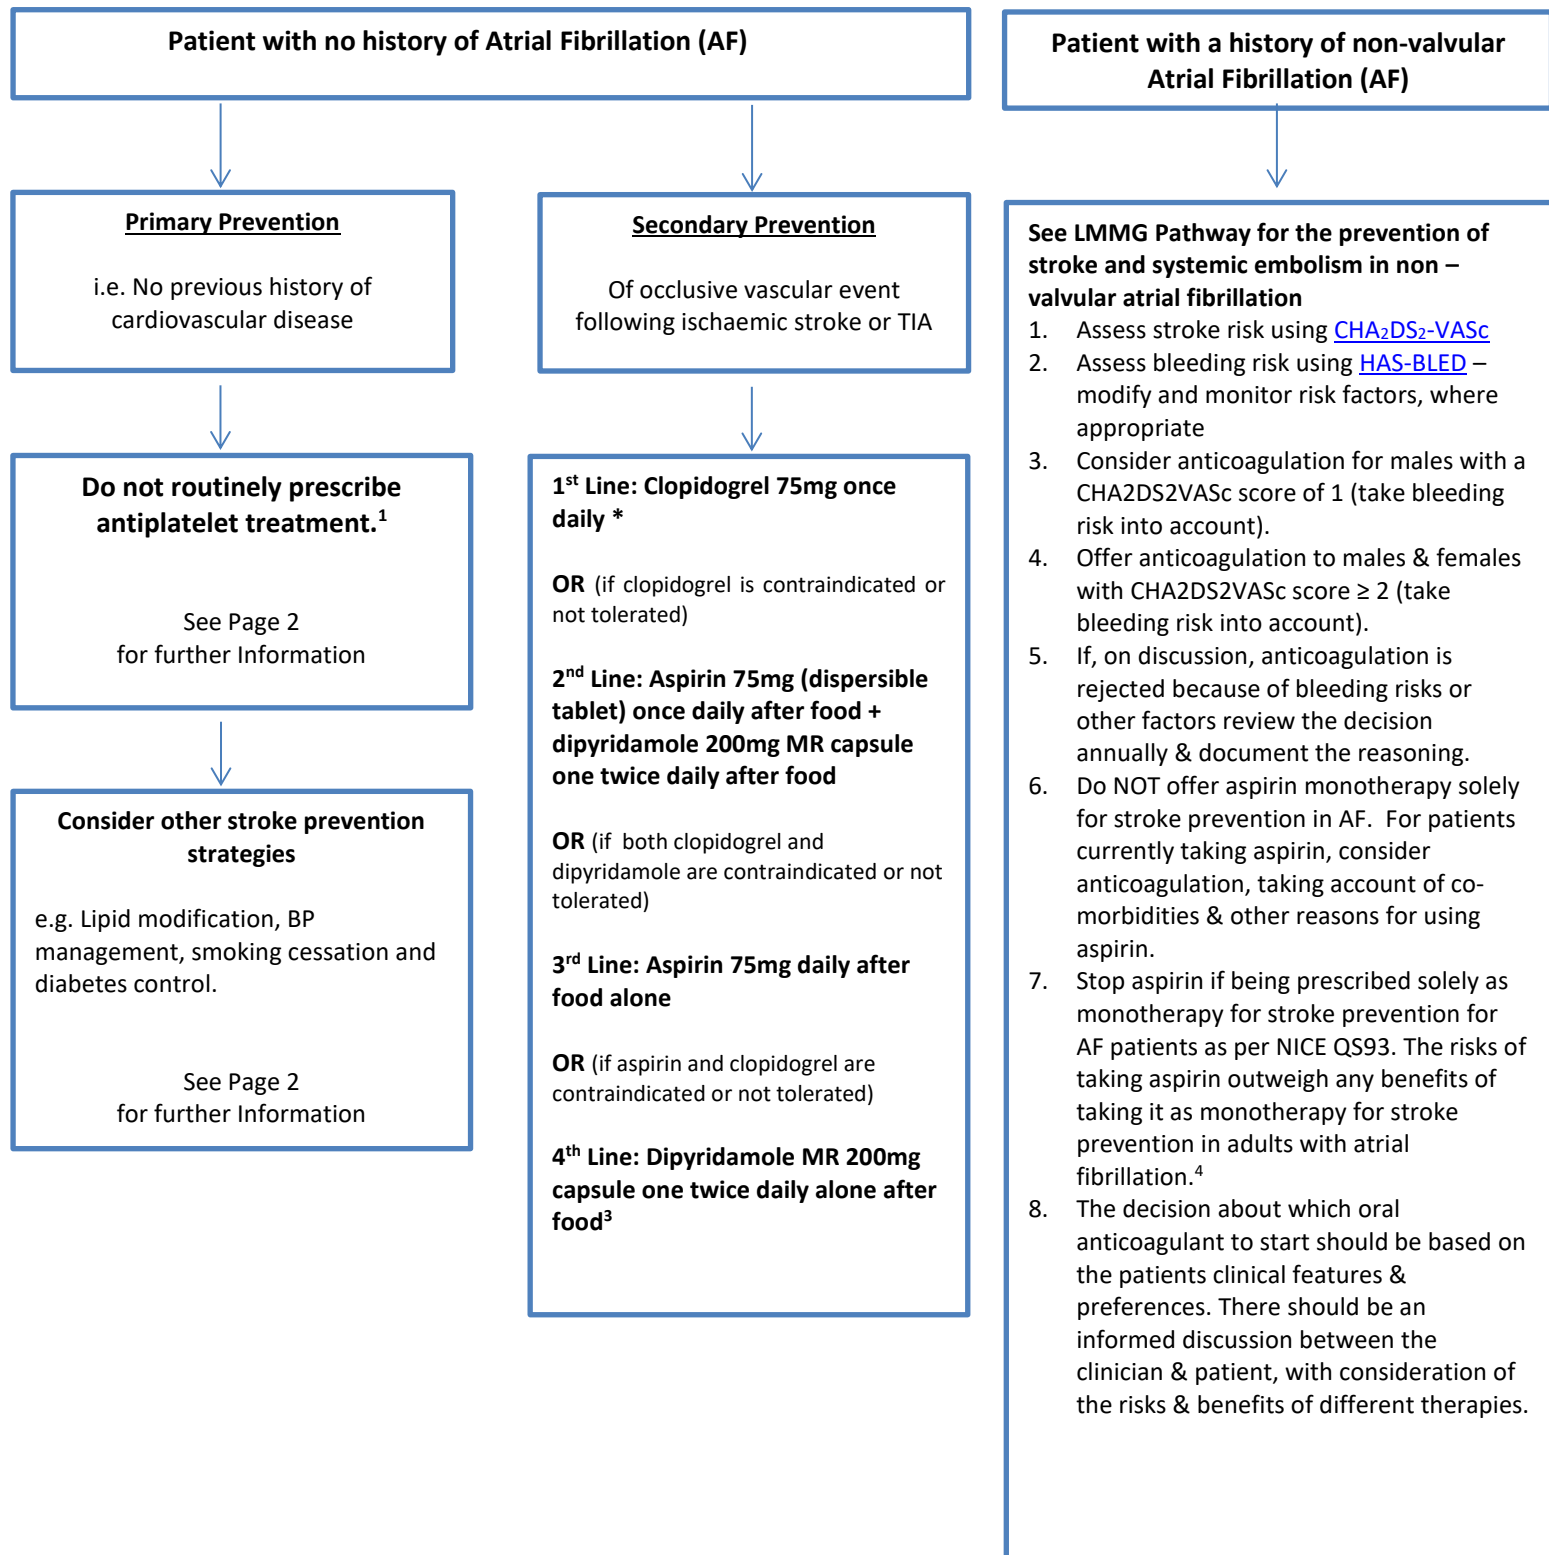 Patient with no history of Atrial Fibrillation (AF)
Primary Prevention
i.e. No previous history of
cardiovascular disease
Do not routinely prescribe
antiplatelet treatment.1
See Page 2
for further Information
Consider other stroke prevention
strategies
e.g. Lipid modification, BP
management, smoking cessation and
diabetes control.
See Page 2
for further Information
Secondary Prevention
Of occlusive vascular event
following ischaemic stroke or TIA
1st Line: Clopidogrel 75mg once
daily *
OR (if clopidogrel is contraindicated or
not tolerated)
2nd Line: Aspirin 75mg (dispersible
tablet) once daily after food +
dipyridamole 200mg MR capsule
one twice daily after food
OR (if both clopidogrel and
dipyridamole are contraindicated or not
tolerated)
3rd Line: Aspirin 75mg daily after
food alone
OR (if aspirin and clopidogrel are
contraindicated or not tolerated)
4th Line: Dipyridamole MR 200mg
capsule one twice daily alone after
food3
Patient with a history of non-valvular
Atrial Fibrillation (AF)
See LMMG Pathway for the prevention of
stroke and systemic embolism in non –
valvular atrial fibrillation
1. Assess stroke risk using CHA2DS2-VASc
2. Assess bleeding risk using HAS-BLED –
modify and monitor risk factors, where
appropriate
3. Consider anticoagulation for males with a
CHA2DS2VASc score of 1 (take bleeding
risk into account).
4. Offer anticoagulation to males & females
with CHA2DS2VASc score ≥ 2 (take
bleeding risk into account).
5. If, on discussion, anticoagulation is
rejected because of bleeding risks or
other factors review the decision
annually & document the reasoning.
6. Do NOT offer aspirin monotherapy solely
for stroke prevention in AF. For patients
currently taking aspirin, consider
anticoagulation, taking account of co-
morbidities & other reasons for using
aspirin.
7. Stop aspirin if being prescribed solely as
monotherapy for stroke prevention for
AF patients as per NICE QS93. The risks of
taking aspirin outweigh any benefits of
taking it as monotherapy for stroke
prevention in adults with atrial
fibrillation.4
8. The decision about which oral
anticoagulant to start should be based on
the patients clinical features &
preferences. There should be an
informed discussion between the
clinician & patient, with consideration of
the risks & benefits of different therapies.